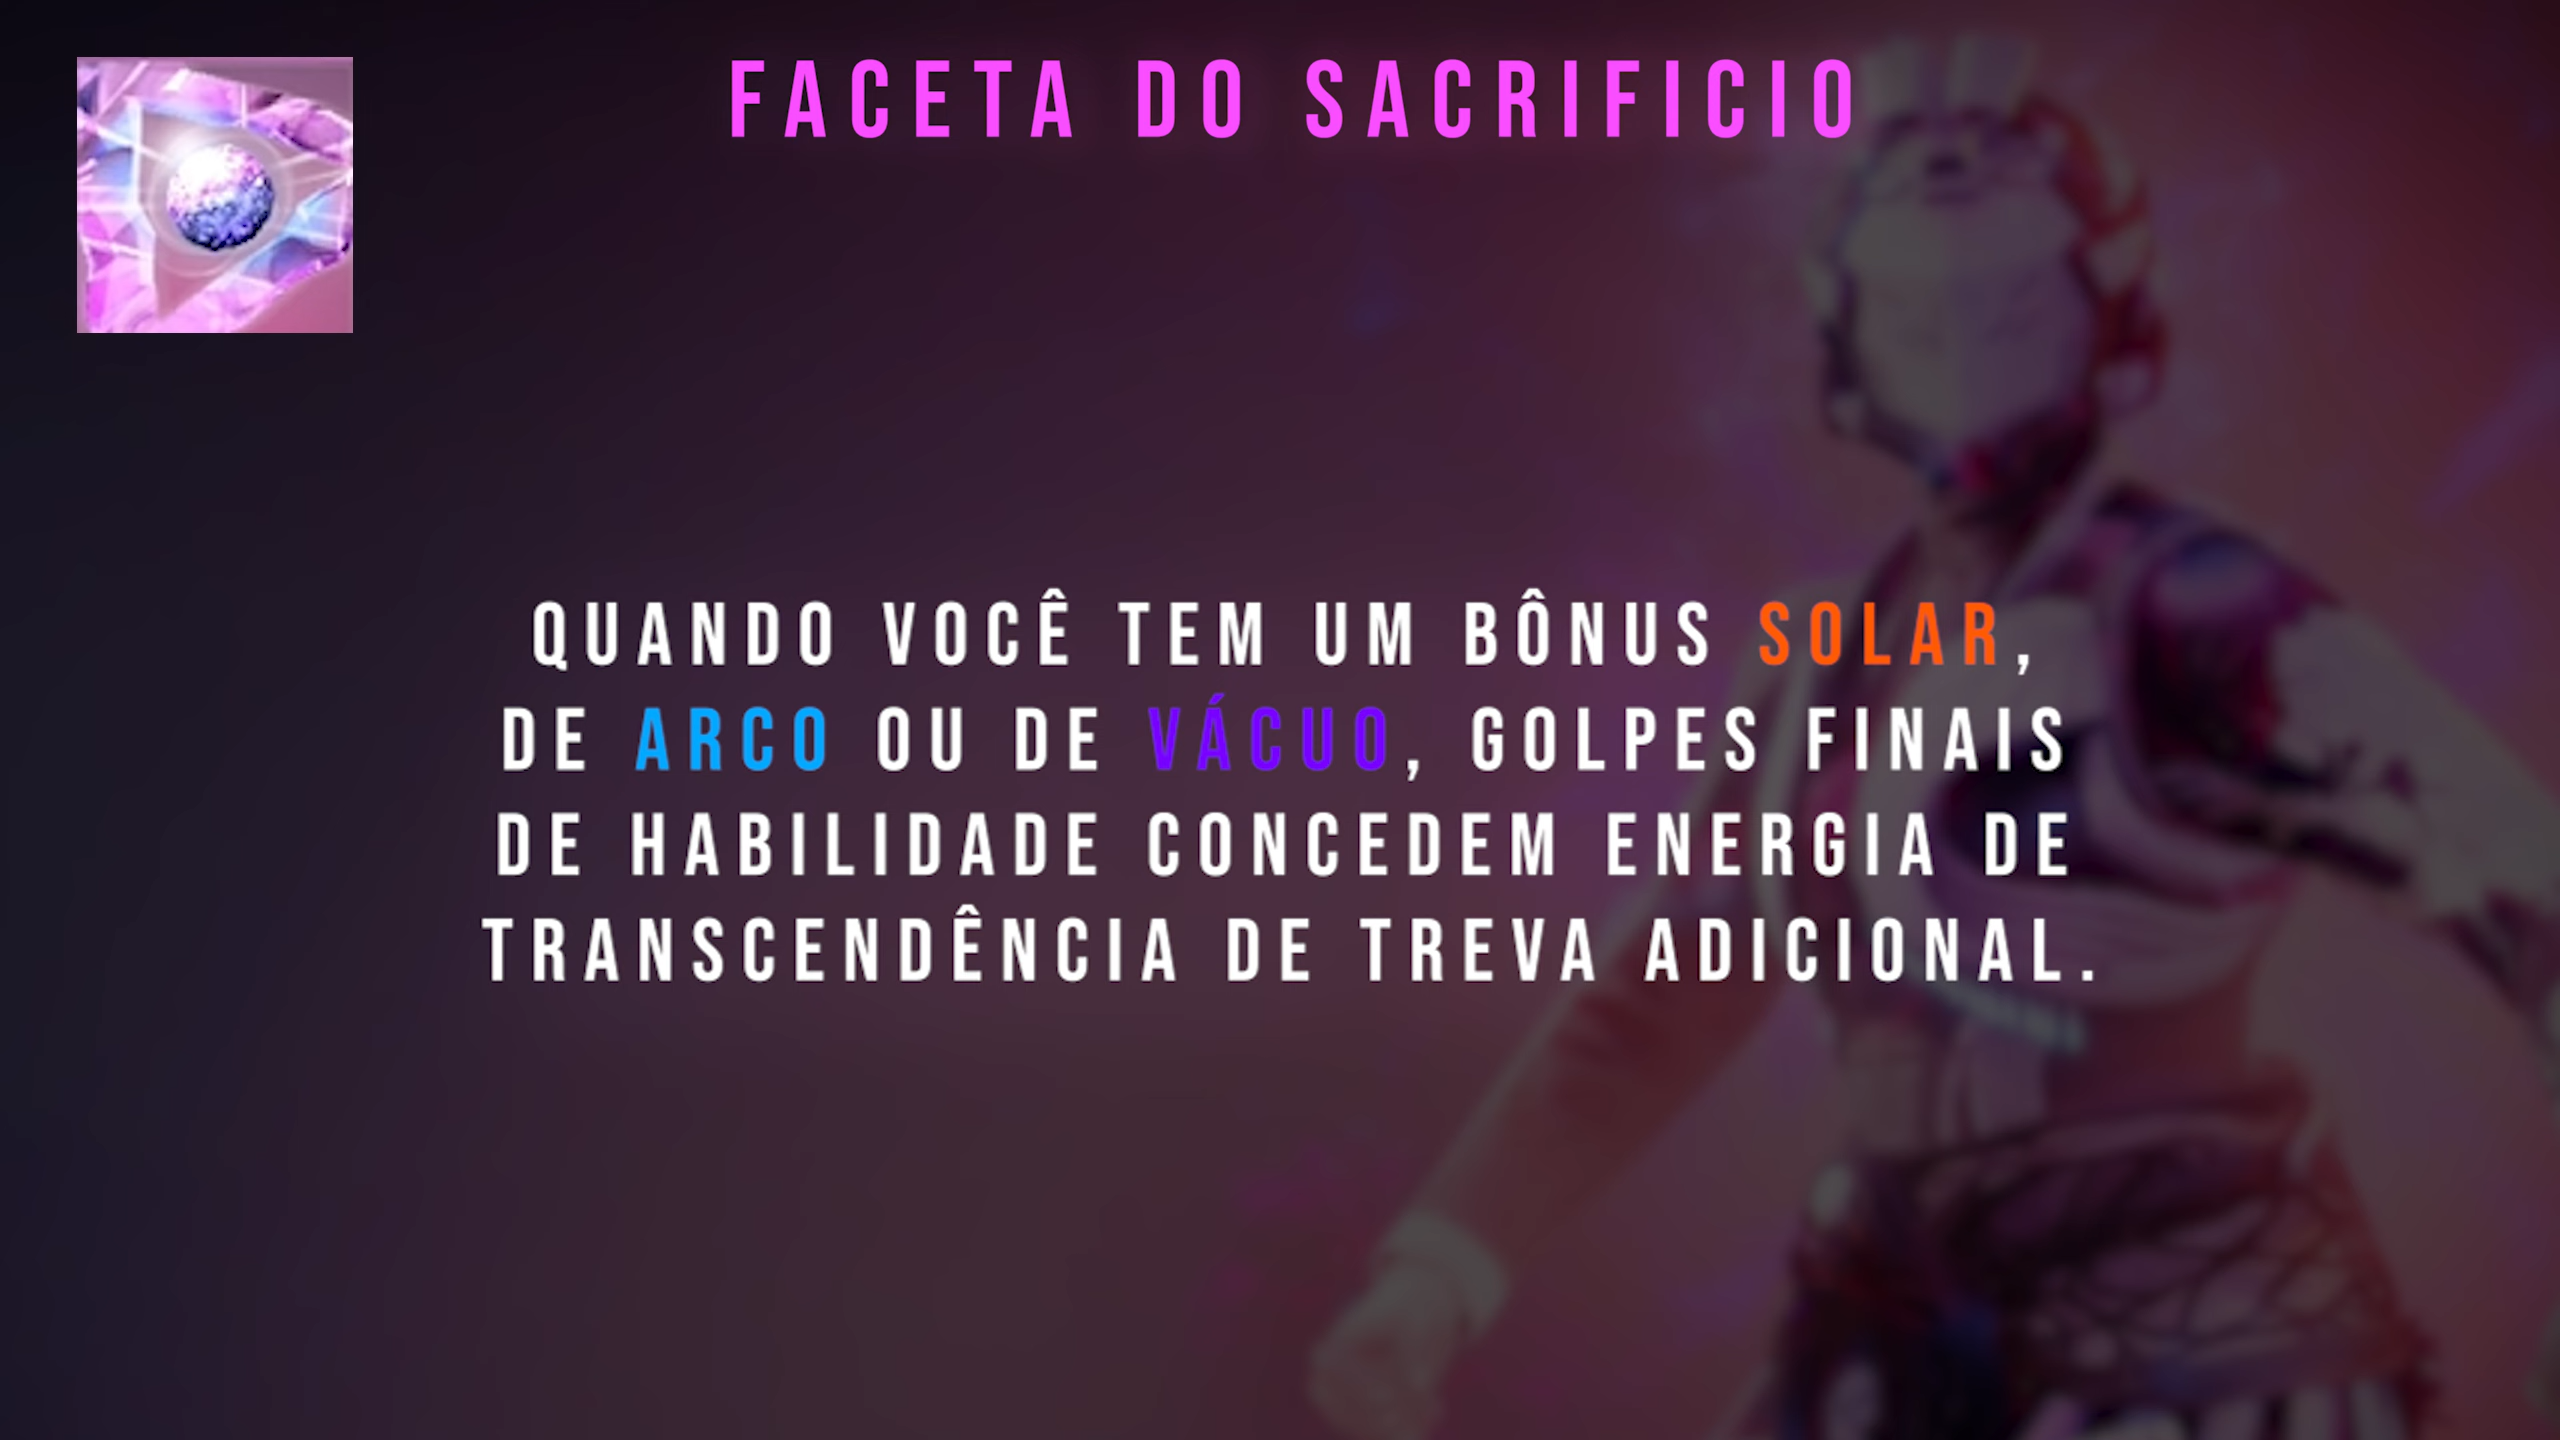 FACETA DO SACRIFICIO
QUANDO VOCÊ TEM UM BÔNUS SOLAR,
DE ARCO OU DE VÁCUO, GOLPES FINAIS
DE HABILIDADE CONCEDEM ENERGIA DE
TRANSCENDÊNCIA DE TREVA ADICIONAL.